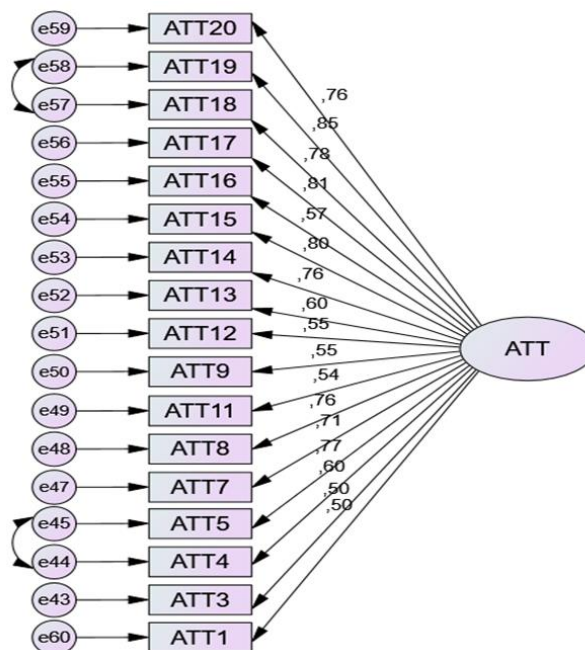 e59 ATT20
e58 ATT19
e57 ATT18
e56 ATT17
e55 ATT16
e54 ATT15
e53 ATT14
e52 ATT13
e51 ATT12
e50 ATT9
e49 ATT11
e48 ATT8
e47 ATT7
e45 ATT5
e44 ATT4
e43 ATT3
e60 ATT1
,76
,85
,78
,81
,57
,80
,76
,60
,55
,55
,54
,76
,71
,77
,60
,50
,50
ATT